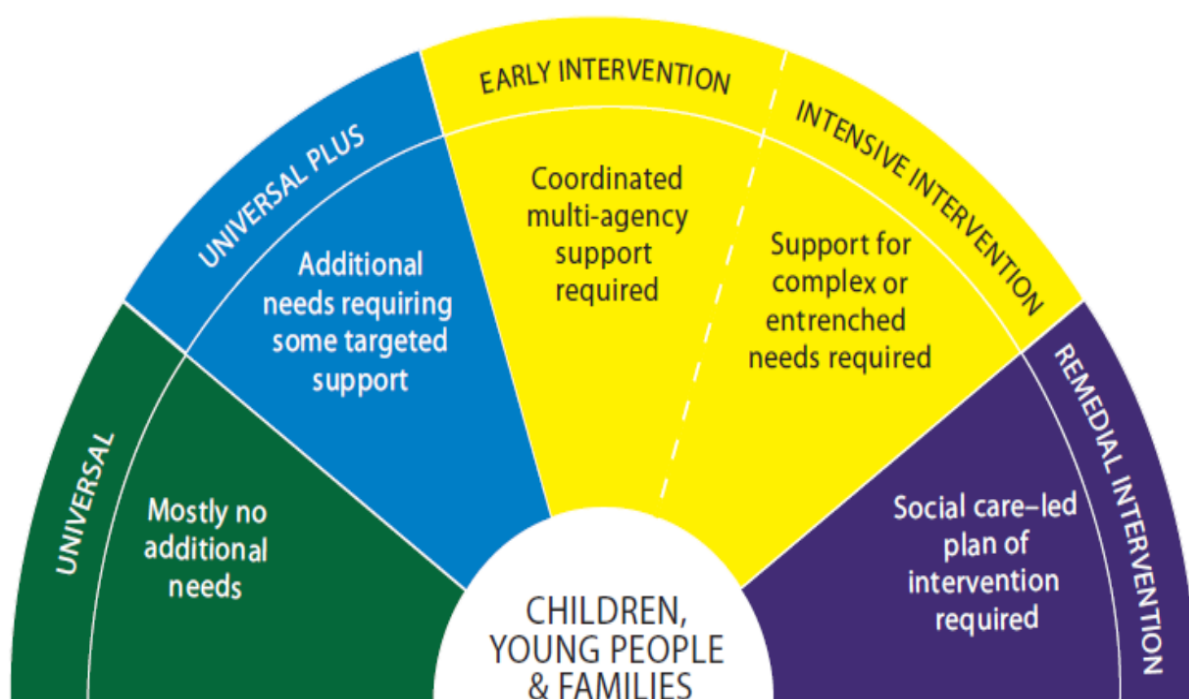 UNIVERSAL
Mostly no
additional
needs
UNIVERSAL PLUS
Additional
needs requiring
some targeted
support
EARLY INTERVENTION
Coordinated
multi-agency
support
required
INTENSIVE INTERVENTION
Support for
complex or
entrenched
needs required
REMEDIAL INTERVENTION
Social care–led
plan of
intervention
required
CHILDREN,
YOUNG PEOPLE
& FAMILIES